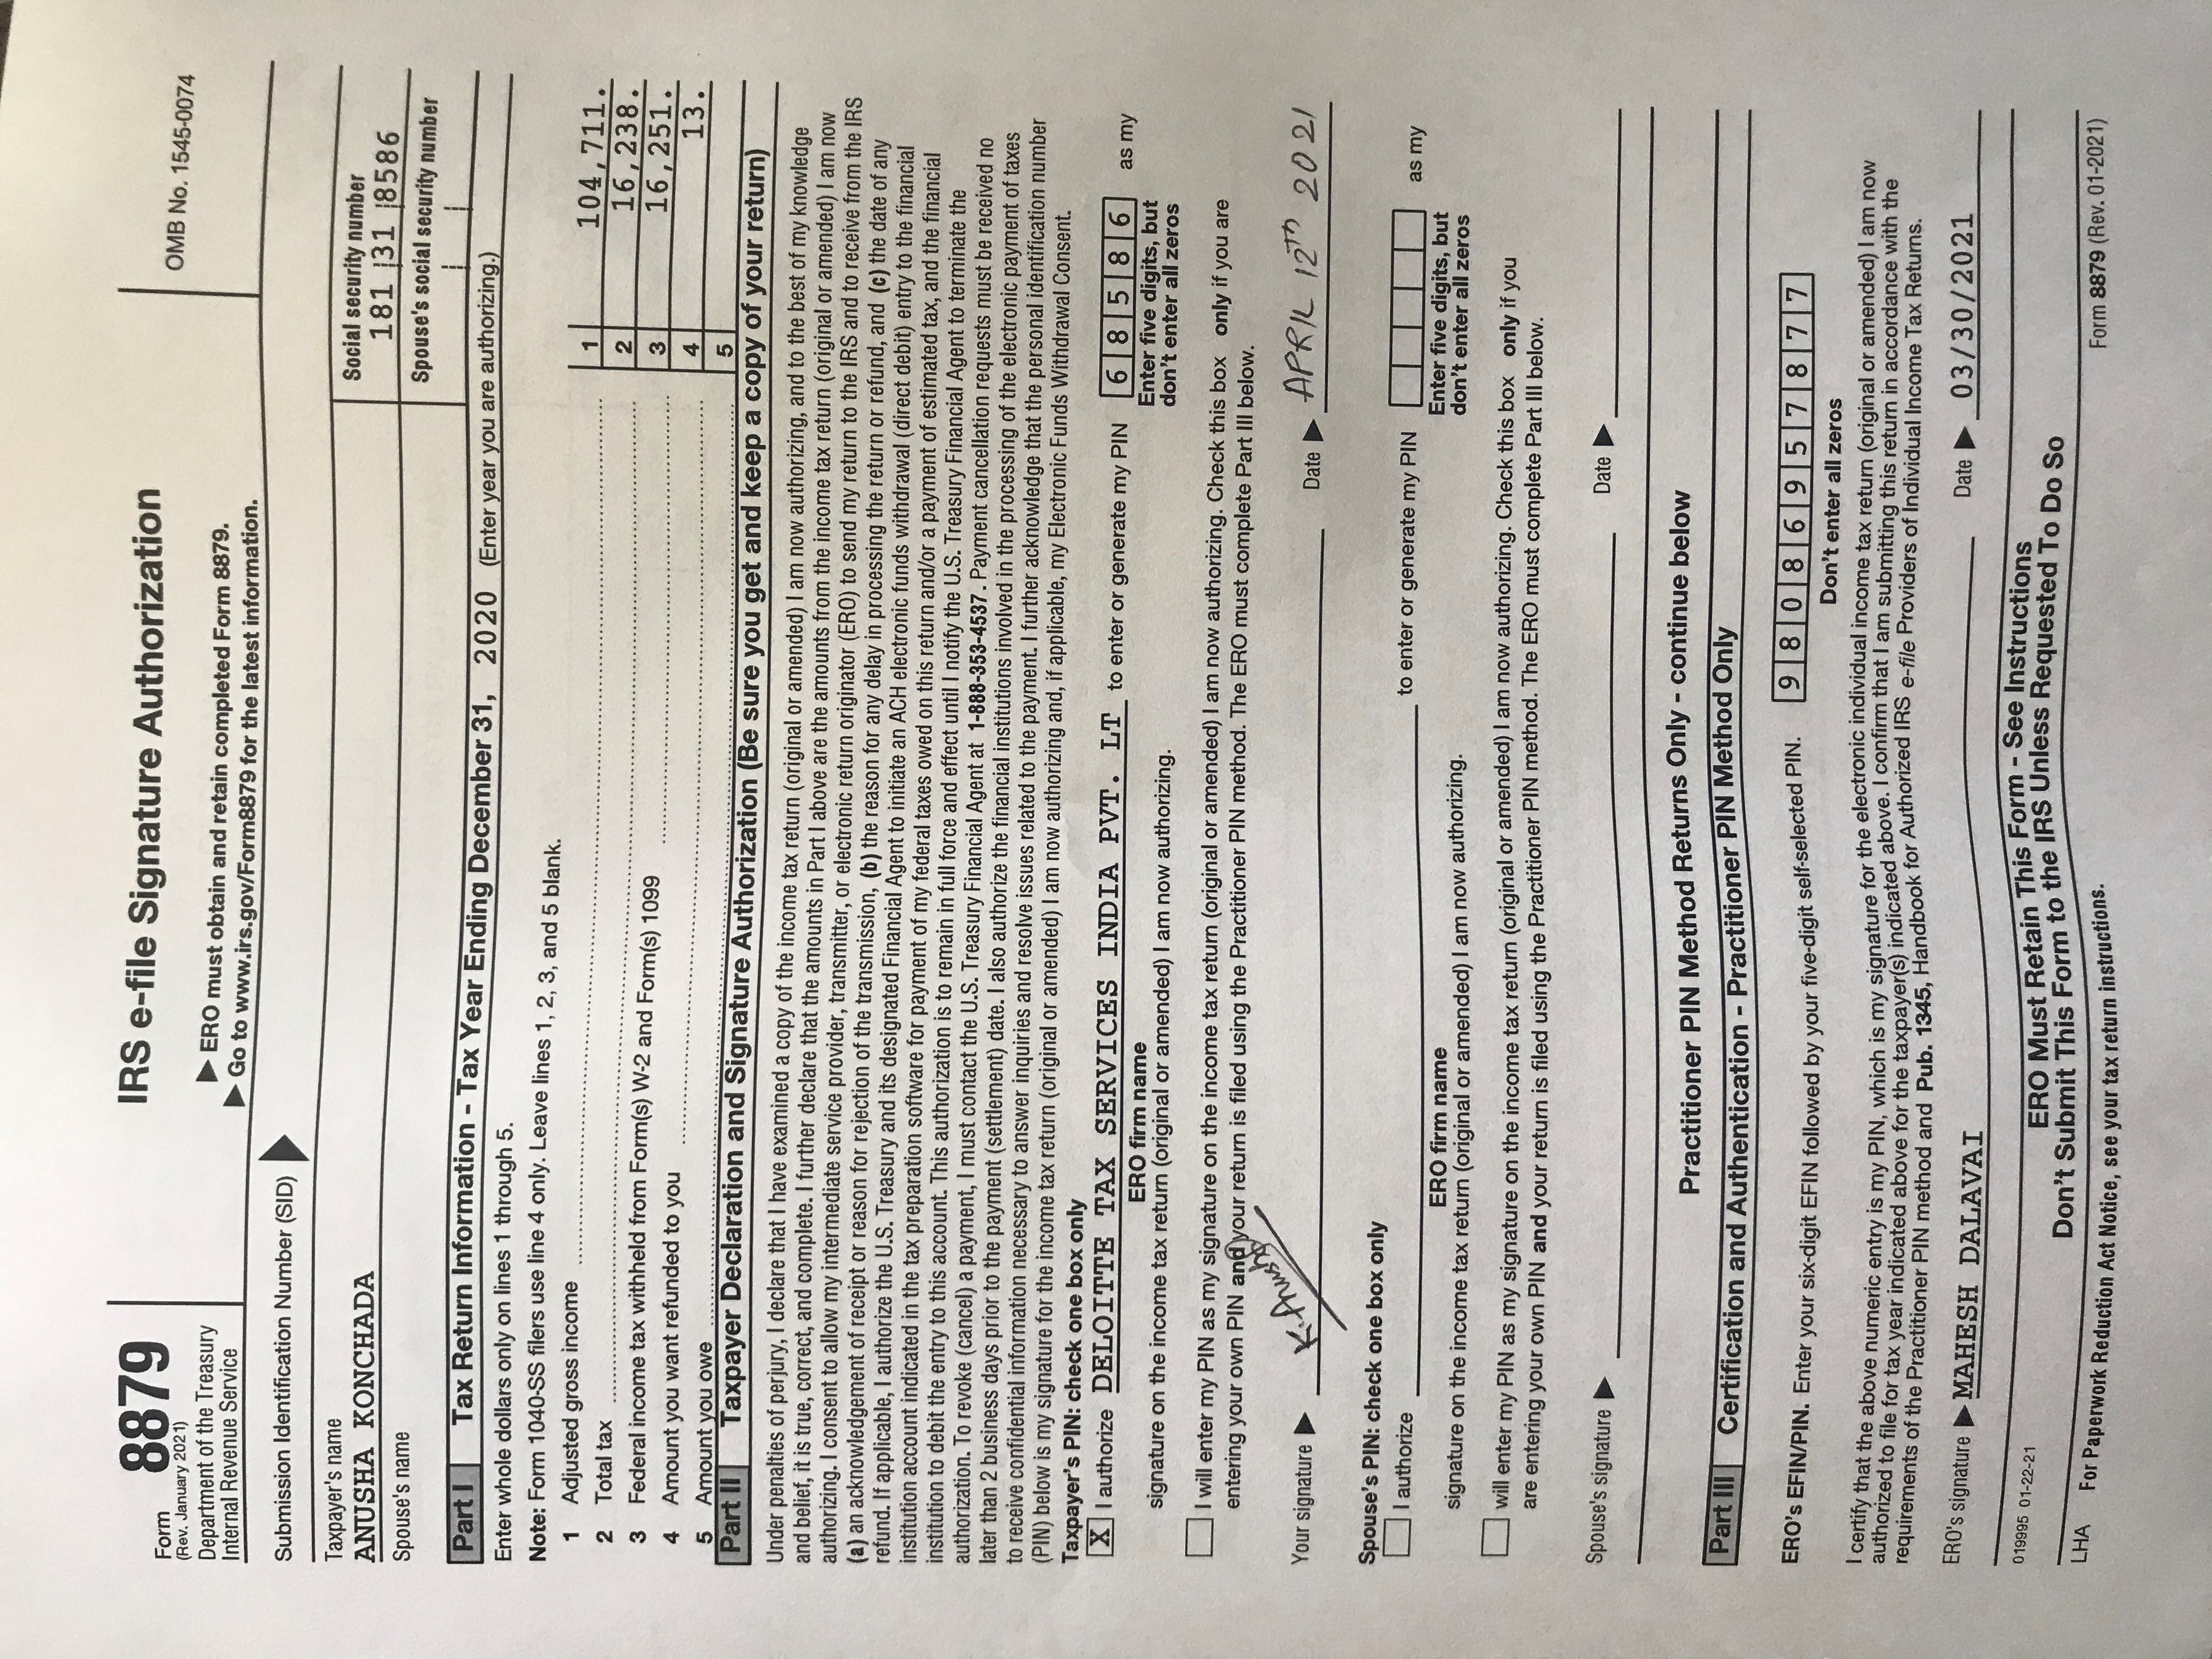 Form 8879
(Rev. January 2021)
Department of the Treasury
Internal Revenue Service
IRS e-file Signature Authorization
▶ ERO must obtain and retain completed Form 8879.
▶ Go to www.irs.gov/Form8879 for the latest information.
OMB No. 1545-0074
Submission Identification Number (SID) ▶
Taxpayer's name
ANUSHA KONCHADA
Social security number
181 31 8586
Spouse's name
Spouse's social security number
Part I Tax Return Information - Tax Year Ending December 31, 2020 (Enter year you are authorizing.)
Enter whole dollars only on lines 1 through 5.
Note: Form 1040-SS filers use line 4 only. Leave lines 1, 2, 3, and 5 blank.
1 Adjusted gross income 1 104,711.
2 Total tax 2 16,238.
3 Federal income tax withheld from Form(s) W-2 and Form(s) 1099 3 16,251.
4 Amount you want refunded to you 4 13.
5 Amount you owe 5
Part II Taxpayer Declaration and Signature Authorization (Be sure you get and keep a copy of your return)
Under penalties of perjury, I declare that I have examined a copy of the income tax return (original or amended) I am now authorizing, and to the best of my knowledge
and belief, it is true, correct, and complete. I further declare that the amounts in Part I above are the amounts from the income tax return (original or amended) I am now
authorizing. I consent to allow my intermediate service provider, transmitter, or electronic return originator (ERO) to send my return to the IRS and to receive from the IRS
(a) an acknowledgement of receipt or reason for rejection of the transmission, (b) the reason for any delay in processing the return or refund, and (c) the date of any
refund. If applicable, I authorize the U.S. Treasury and its designated Financial Agent to initiate an ACH electronic funds withdrawal (direct debit) entry to the financial
institution account indicated in the tax preparation software for payment of my federal taxes owed on this return and/or a payment of estimated tax, and the financial
institution to debit the entry to this account. This authorization is to remain in full force and effect until I notify the U.S. Treasury Financial Agent to terminate the
authorization. To revoke (cancel) a payment, I must contact the U.S. Treasury Financial Agent at 1-888-353-4537. Payment cancellation requests must be received no
later than 2 business days prior to the payment (settlement) date. I also authorize the financial institutions involved in the processing of the electronic payment of taxes
to receive confidential information necessary to answer inquiries and resolve issues related to the payment. I further acknowledge that the personal identification number
(PIN) below is my signature for the income tax return (original or amended) I am now authorizing and, if applicable, my Electronic Funds Withdrawal Consent.
Taxpayer's PIN: check one box only
X I authorize DELOITTE TAX SERVICES INDIA PVT. LT to enter or generate my PIN 6 8 5 8 6 as my
ERO firm name
Enter five digits, but
don't enter all zeros
signature on the income tax return (original or amended) I am now authorizing.
I will enter my PIN as my signature on the income tax return (original or amended) I am now authorizing. Check this box only if you are
entering your own PIN and your return is filed using the Practitioner PIN method. The ERO must complete Part III below.
Your signature ▶ K.Anusha Date ▶ APRIL 12TH 2021
Spouse's PIN: check one box only
I authorize to enter or generate my PIN as my
ERO firm name
Enter five digits, but
don't enter all zeros
signature on the income tax return (original or amended) I am now authorizing.
will enter my PIN as my signature on the income tax return (original or amended) I am now authorizing. Check this box only if you
are entering your own PIN and your return is filed using the Practitioner PIN method. The ERO must complete Part III below.
Spouse's signature ▶ Date ▶
Practitioner PIN Method Returns Only - continue below
Part III Certification and Authentication - Practitioner PIN Method Only
ERO's EFIN/PIN. Enter your six-digit EFIN followed by your five-digit self-selected PIN. 9 8 0 8 6 9 5 7 8 7 7
Don't enter all zeros
I certify that the above numeric entry is my PIN, which is my signature for the electronic individual income tax return (original or amended) I am now
authorized to file for tax year indicated above for the taxpayer(s) indicated above. I confirm that I am submitting this return in accordance with the
requirements of the Practitioner PIN method and Pub. 1345, Handbook for Authorized IRS e-file Providers of Individual Income Tax Returns.
ERO's signature ▶ MAHESH DALAVAI Date ▶ 03/30/2021
019995 01-22-21
ERO Must Retain This Form - See Instructions
Don't Submit This Form to the IRS Unless Requested To Do So
LHA For Paperwork Reduction Act Notice, see your tax return instructions.
Form 8879 (Rev. 01-2021)